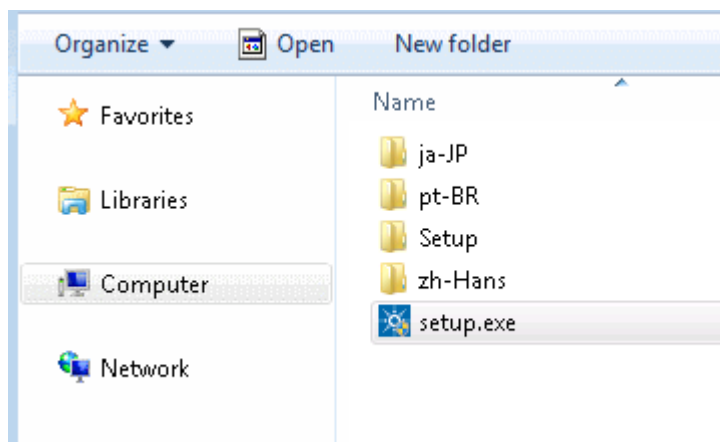 Organize Open New folder
Favorites
Libraries
Computer
Network
Name
ja-JP
pt-BR
Setup
zh-Hans
setup.exe